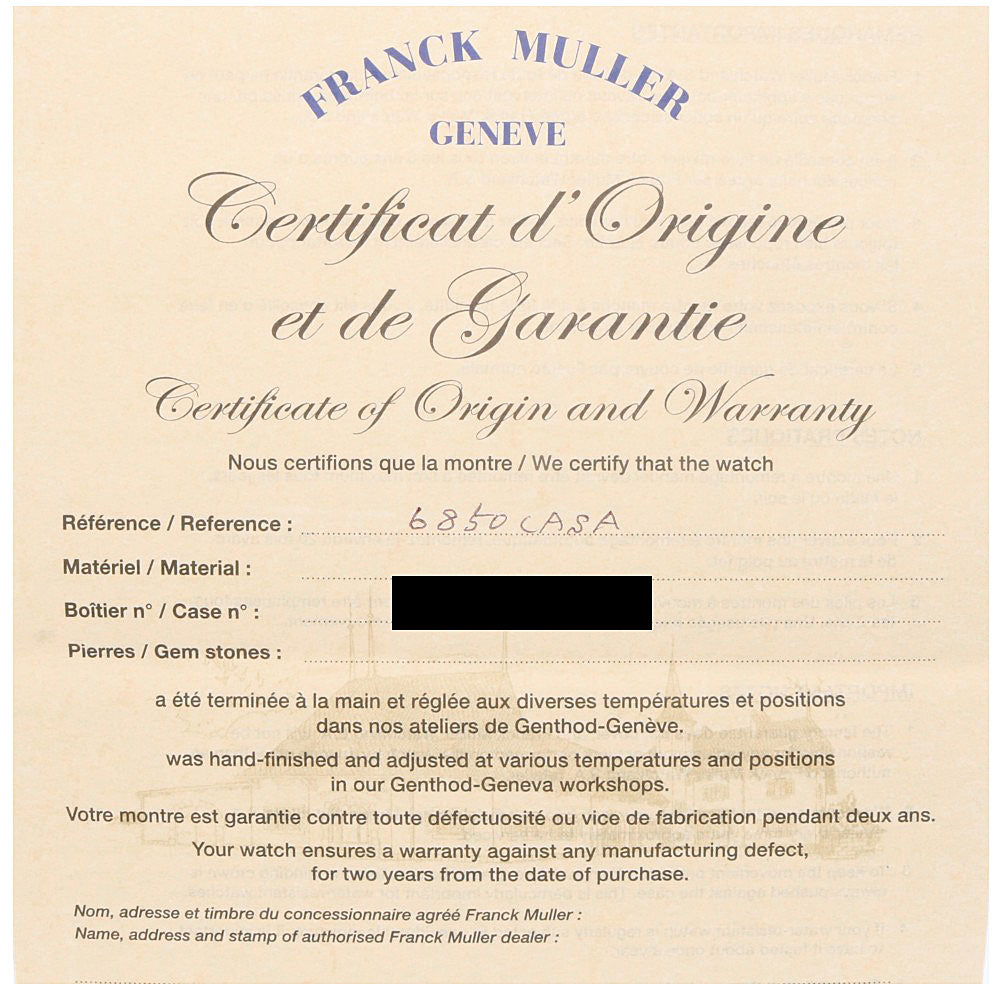 FRANCK MULLER
GENEVE
Certificat d'Origine
et de Garantie
Certificate of Origin and Warranty
Nous certifions que la montre / We certify that the watch
Référence / Reference : 6850 CASA
Matériel / Material :
Boîtier n° / Case n° :
Pierres / Gem stones :
a été terminée à la main et réglée aux diverses températures et positions
dans nos ateliers de Genthod-Genève.
was hand-finished and adjusted at various temperatures and positions
in our Genthod-Geneva workshops.
Votre montre est garantie contre toute défectuosité ou vice de fabrication pendant deux ans.
Your watch ensures a warranty against any manufacturing defect,
for two years from the date of purchase.
Nom, adresse et timbre du concessionnaire agréé Franck Muller :
Name, address and stamp of authorised Franck Muller dealer :